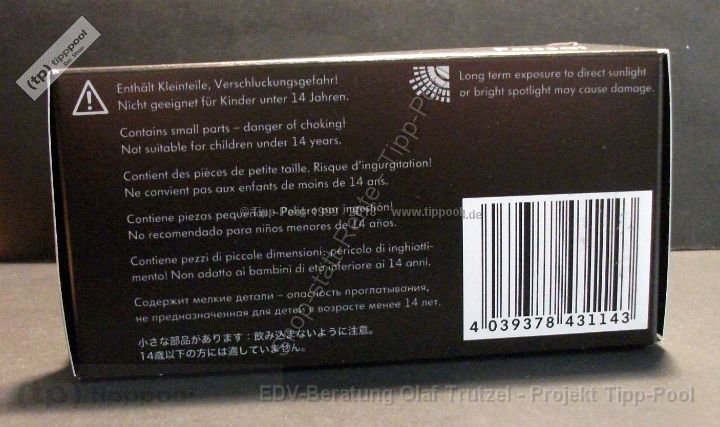 (tp) tipppool
Der Shop
Enthält Kleinteile, Verschluckungsgefahr!
Nicht geeignet für Kinder unter 14 Jahren.
Contains small parts – danger of choking!
Not suitable for children under 14 years.
Contient des pièces de petite taille. Risque d'ingurgitation!
Ne convient pas aux enfants de moins de 14 ans.
Contiene piezas pequeñas. Peligro por ingestión!
No recomendado para niños menores de 14 años.
Contiene pezzi di piccole dimensioni: pericolo di inghiotti-
mento! Non adatto ai bambini di età inferiore ai 14 anni.
Содержит мелкие детали – опасность проглатывания,
не предназначенная для детей в возрасте менее 14 лет.
小さな部品があります：飲み込まないように注意。
14歳以下の方には適していません。
Long term exposure to direct sunlight
or bright spotlight may cause damage.
4 039378 431143
www.tippool.de
(tp) tipppool
EDV-Beratung Olaf Trutzel - Projekt Tipp-Pool